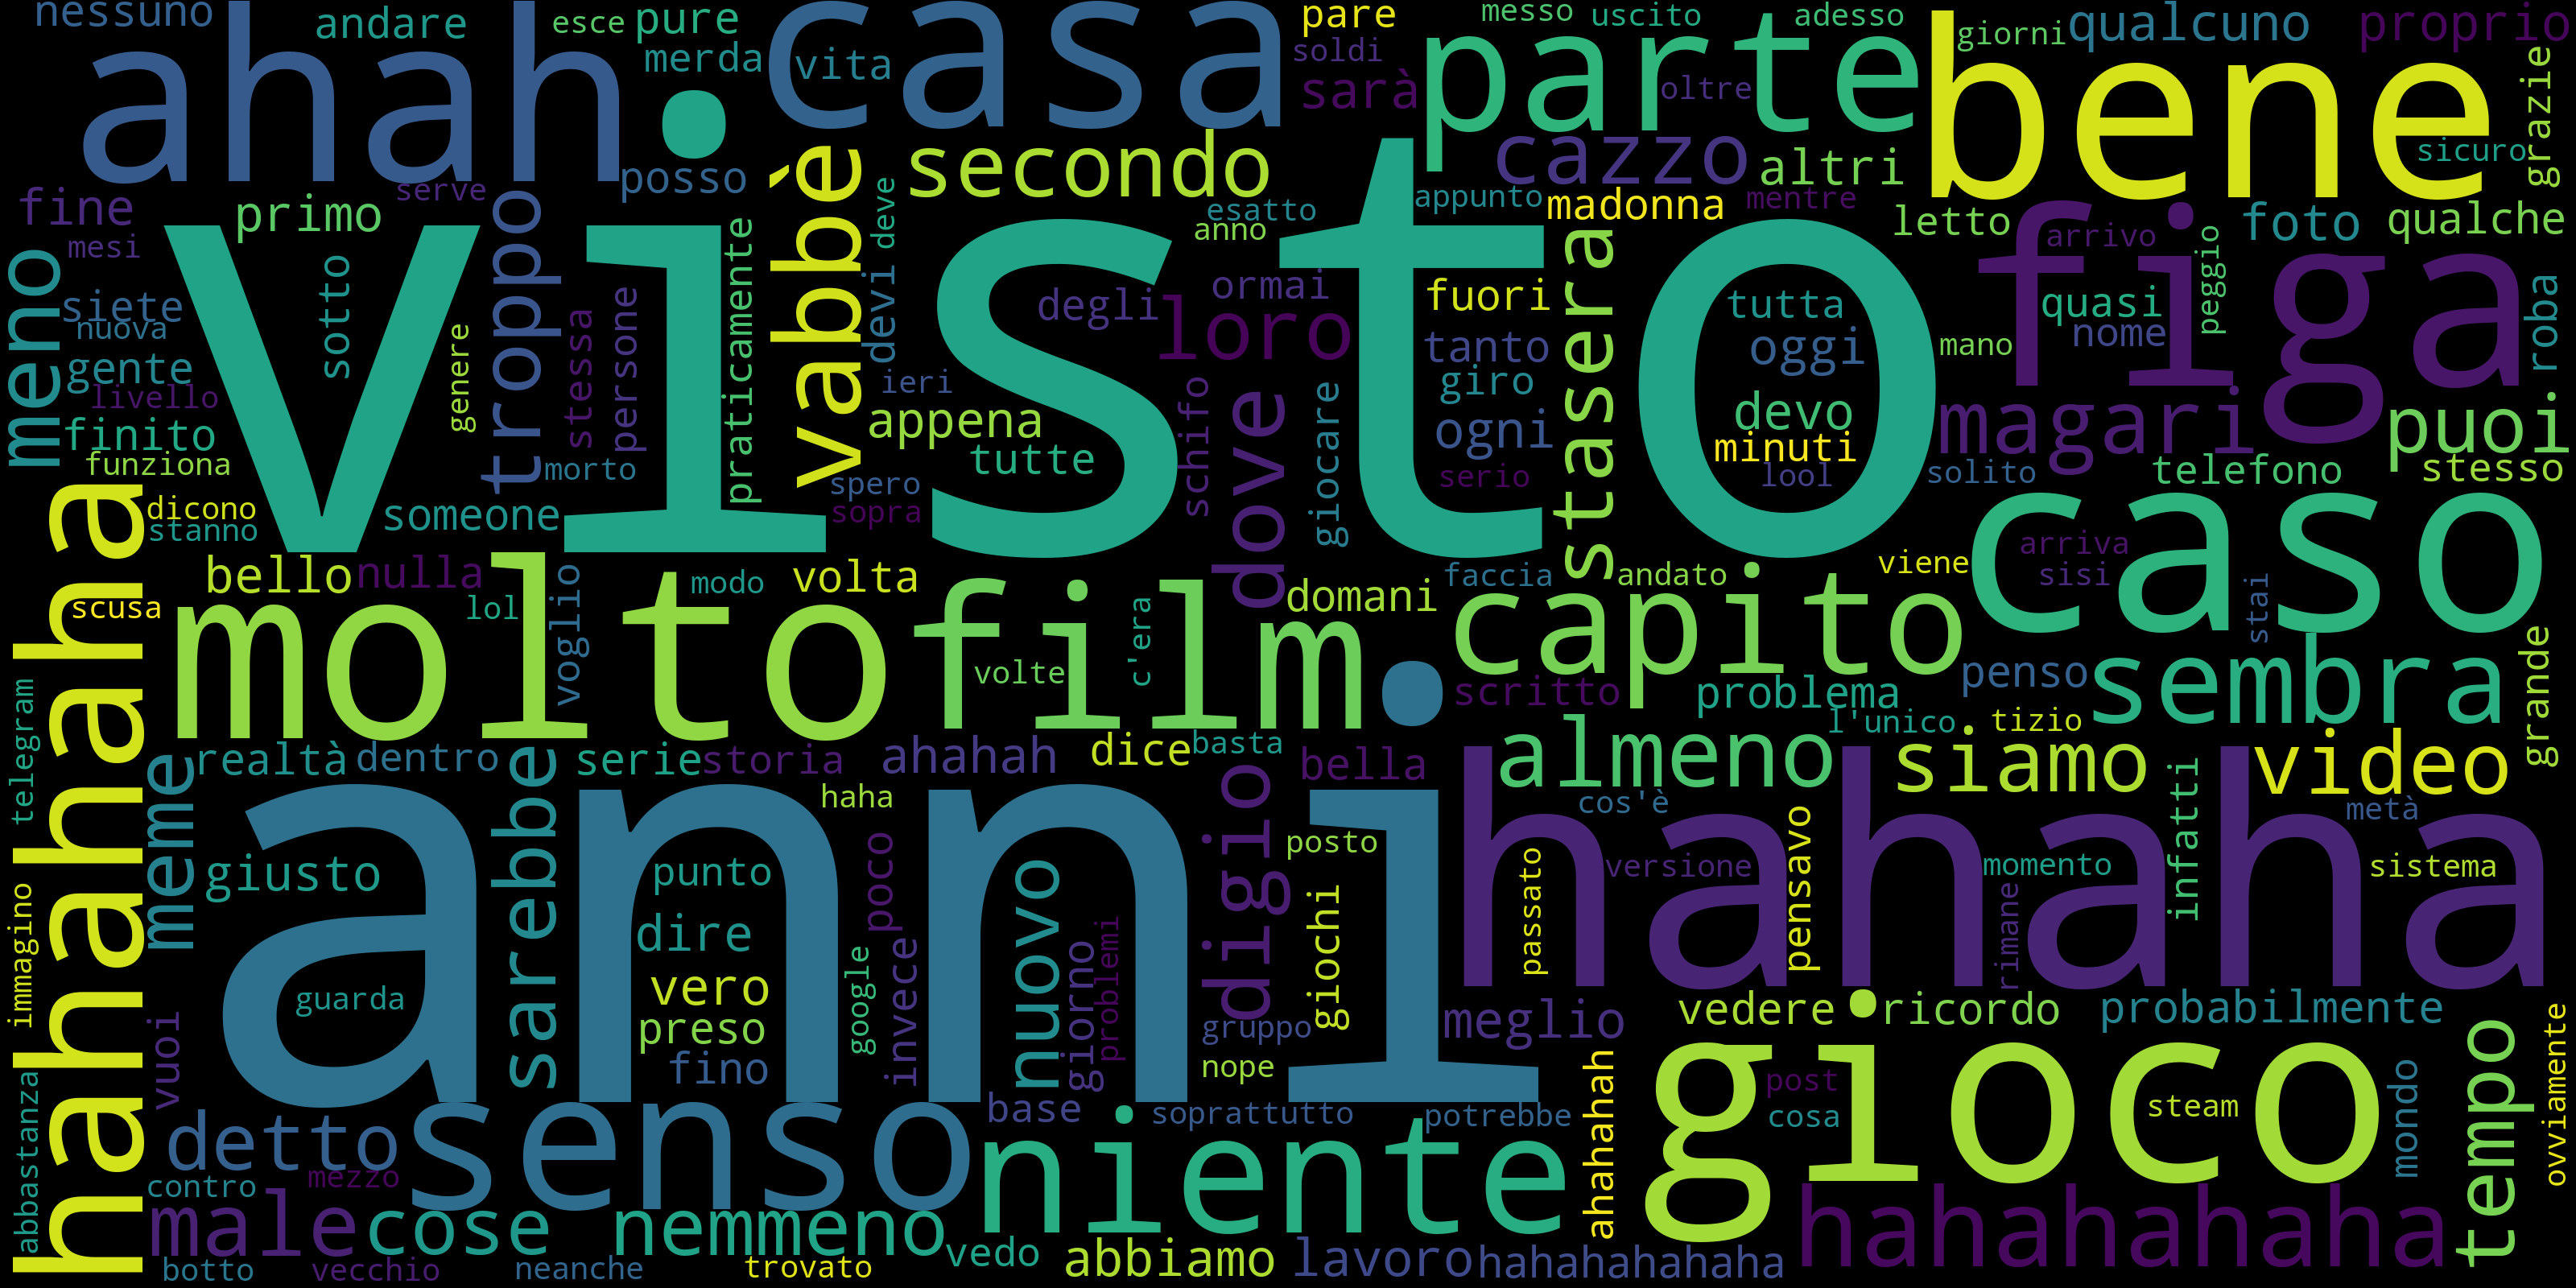 nessuno
andare
esce
pure
merda
ahah
casa
vita
pare
soldi
sarà
messo
uscito
adesso
oltre
parte
giorni
qualcuno
proprio
bene
grazie
sicuro
posso
secondo
cazzo
altri
fine
serve
primo
mesi
troppo
vabbè
deve
devi
esatto
anno
appunto
madonna
mentre
letto
arrivo
foto
qualche
figa
peggio
visto
meno
siete
nuova
sotto
praticamente
degli
ormai
loro
fuori
stasera
tutta
quasi
nome
roba
gente
livello
genere
stessa
persone
ieri
tanto
oggi
mano
giro
finito
appena
schifo
dove
giocare
ogni
devo
minuti
magari
puoi
funziona
morto
tutte
serio
lool
solito
telefono
stesso
dicono
stanno
someone
spero
sopra
caso
hahahahaha
bello
nulla
modo
volta
faccia
andato
viene
arriva
sisi
scusa
lol
voglio
molto
film
volte
c'era
domani
capito
stai
penso
sembra
grande
telegram
scritto
problema
l'unico
tizio
realtà
dentro
serie
storia
ahahah
dice
basta
bella
almeno
siamo
video
meme
sarebbe
haha
digio
cos'è
infatti
metà
anni
hahaha
giusto
punto
poco
posto
versione
pensavo
momento
sistema
immagino
dire
nuovo
giochi
passato
rimane
guarda
vero
google
invece
giorno
problemi
gruppo
meglio
vedere
ricordo
probabilmente
vuoi
preso
fino
nope
ahahahah
post
cosa
gioco
steam
mondo
tempo
ovviamente
abbastanza
detto
senso
base
soprattutto
potrebbe
niente
contro
mezzo
male
cose
nemmeno
hahahahaha
botto
vecchio
neanche
trovato
vedo
abbiamo
lavoro
hahahahaha